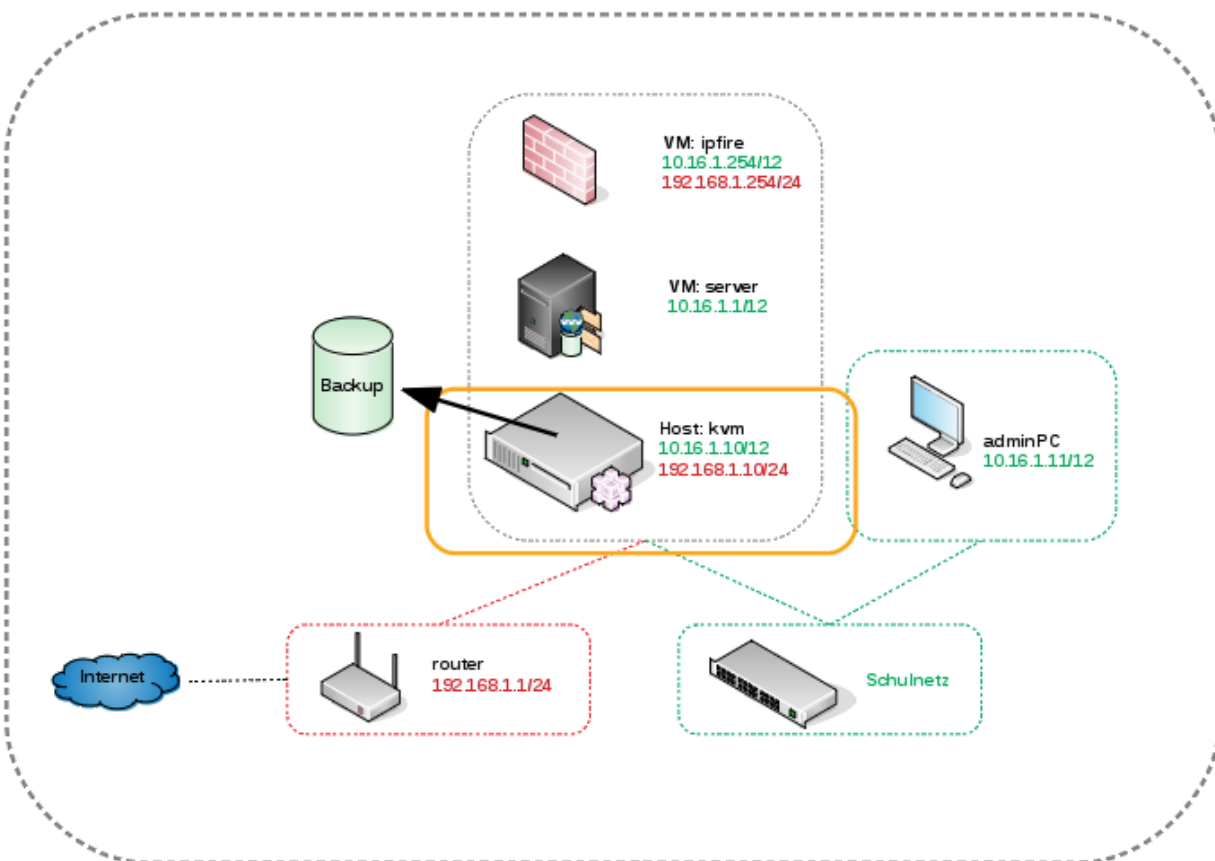 VM: ipfire
10.16.1.254/12
192.168.1.254/24
VM: server
10.16.1.1/12
Backup
Host: kvm
10.16.1.10/12
192.168.1.10/24
adminPC
10.16.1.11/12
Internet
router
192.168.1.1/24
Schulnetz